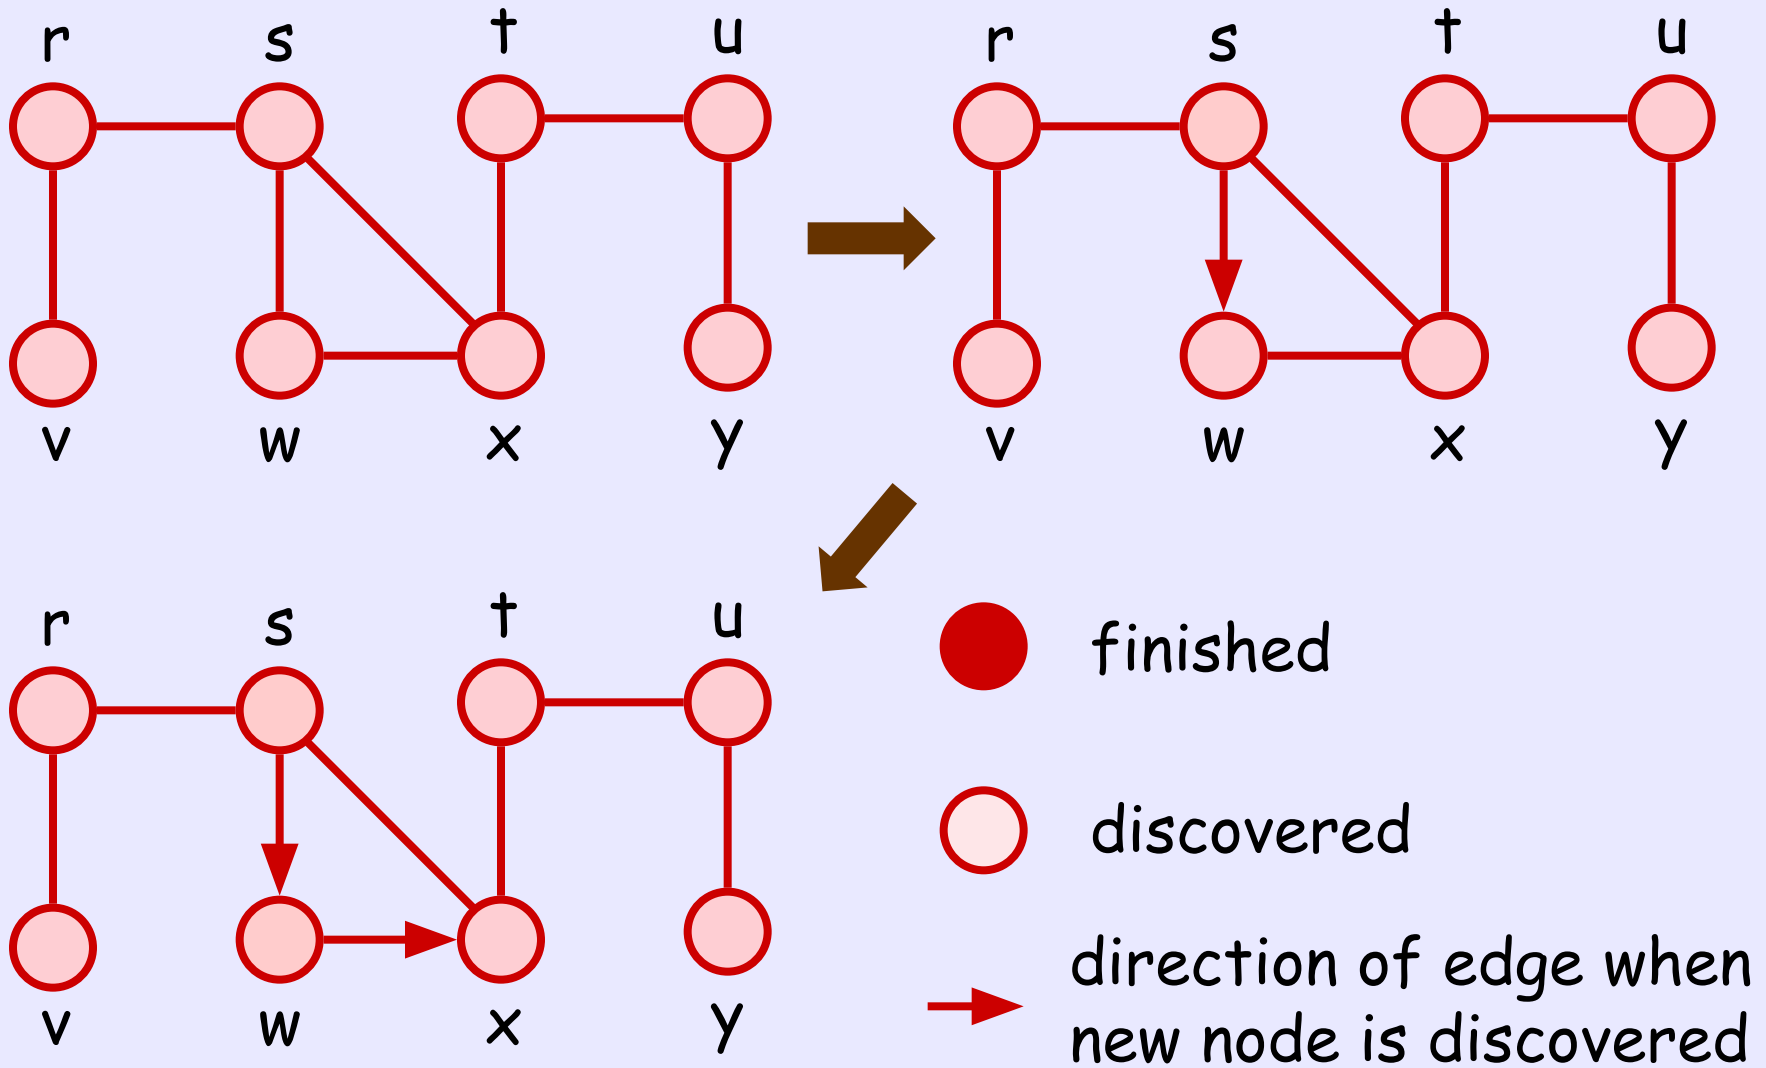 r s t u r s t u
v w x y v w x y
r s t u
finished
discovered
v w x y
direction of edge when
new node is discovered